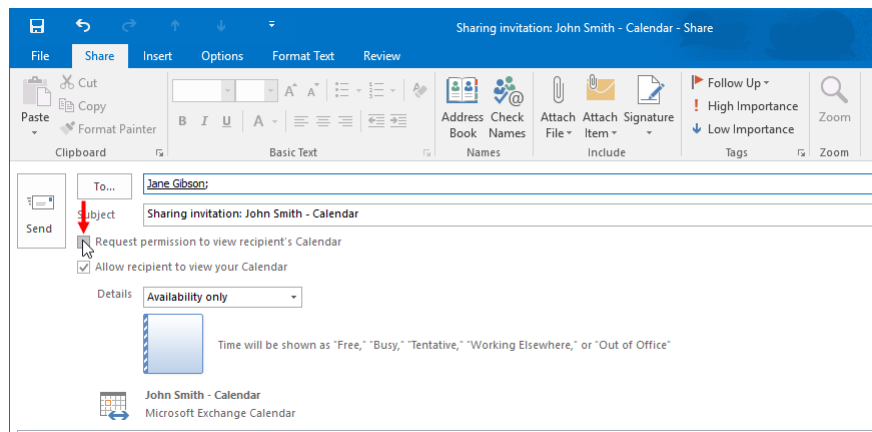 Sharing invitation: John Smith - Calendar - Share
File Share Insert Options Format Text Review
Cut
Copy
Format Painter
Paste
Clipboard
A A
B I U A
Basic Text
Address Book
Check Names
Names
Attach File
Attach Item
Signature
Include
Follow Up
High Importance
Low Importance
Tags
Zoom
Zoom
Send
To... Jane Gibson;
Subject Sharing invitation: John Smith - Calendar
Request permission to view recipient's Calendar
Allow recipient to view your Calendar
Details Availability only
Time will be shown as "Free," "Busy," "Tentative," "Working Elsewhere," or "Out of Office"
John Smith - Calendar
Microsoft Exchange Calendar